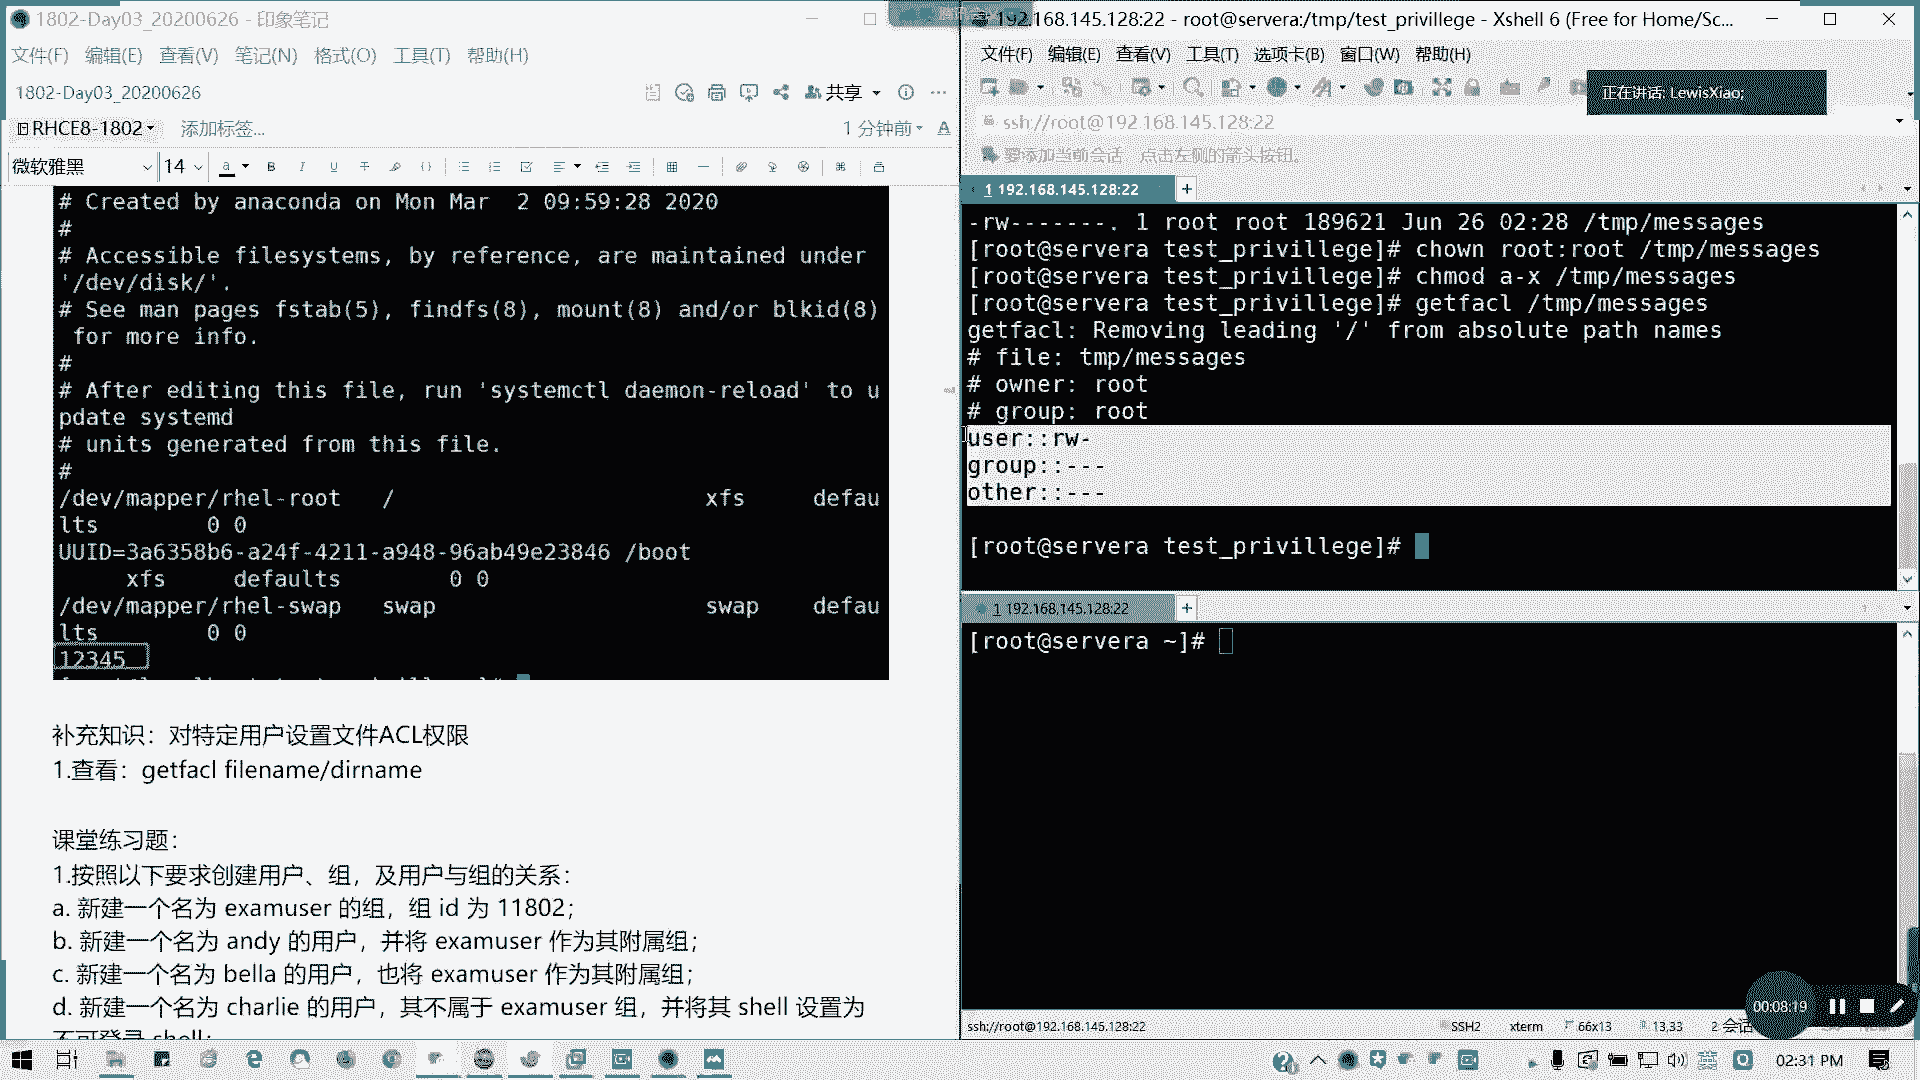 1802-Day03_20200626 - 印象笔记
文件(F) 编辑(E) 查看(V) 笔记(N) 格式(O) 工具(T) 帮助(H)
1802-Day03_20200626
共享
RHCE8-1802
添加标签...
1 分钟前
微软雅黑 14
# Created by anaconda on Mon Mar  2 09:59:28 2020
#
# Accessible filesystems, by reference, are maintained under
'/dev/disk/'.
# See man pages fstab(5), findfs(8), mount(8) and/or blkid(8)
for more info.
#
# After editing this file, run 'systemctl daemon-reload' to u
pdate systemd
# units generated from this file.
#
/dev/mapper/rhel-root   /                       xfs     defau
lts        0 0
UUID=3a6358b6-a24f-4211-a948-96ab49e23846 /boot
xfs     defaults        0 0
/dev/mapper/rhel-swap   swap                    swap    defau
lts        0 0
12345
补充知识：对特定用户设置文件ACL权限
1.查看：getfacl filename/dirname
课堂练习题：
1.按照以下要求创建用户、组，及用户与组的关系：
a. 新建一个名为 examuser 的组，组 id 为 11802；
b. 新建一个名为 andy 的用户，并将 examuser 作为其附属组；
c. 新建一个名为 bella 的用户，也将 examuser 作为其附属组；
d. 新建一个名为 charlie 的用户，其不属于 examuser 组，并将其 shell 设置为
不可登录 shell；
192.168.145.128:22 - root@servera:/tmp/test_privillege - Xshell 6 (Free for Home/Sc...
文件(F) 编辑(E) 查看(V) 工具(T) 选项卡(B) 窗口(W) 帮助(H)
正在讲话: LewisXiao;
ssh://root@192.168.145.128:22
要添加当前会话，点击左侧的箭头按钮。
1 192.168.145.128:22
-rw-------. 1 root root 189621 Jun 26 02:28 /tmp/messages
[root@servera test_privillege]# chown root:root /tmp/messages
[root@servera test_privillege]# chmod a-x /tmp/messages
[root@servera test_privillege]# getfacl /tmp/messages
getfacl: Removing leading '/' from absolute path names
# file: tmp/messages
# owner: root
# group: root
user::rw-
group::---
other::---
[root@servera test_privillege]#
1 192.168.145.128:22
[root@servera ~]#
00:08:19
ssh://root@192.168.145.128:22 SSH2 xterm 66x13 13,33 2 会话
02:31 PM